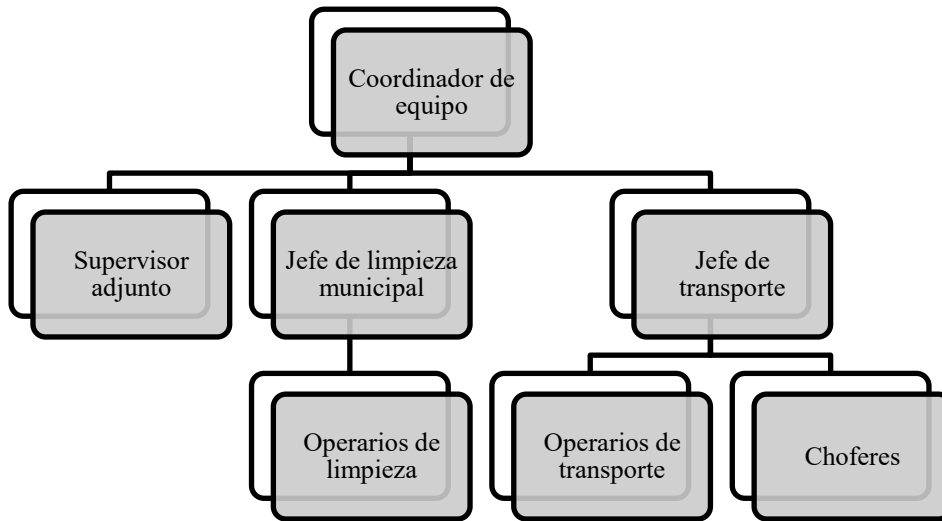 Coordinador de
equipo
Supervisor
adjunto
Jefe de limpieza
municipal
Jefe de
transporte
Operarios de
limpieza
Operarios de
transporte
Choferes